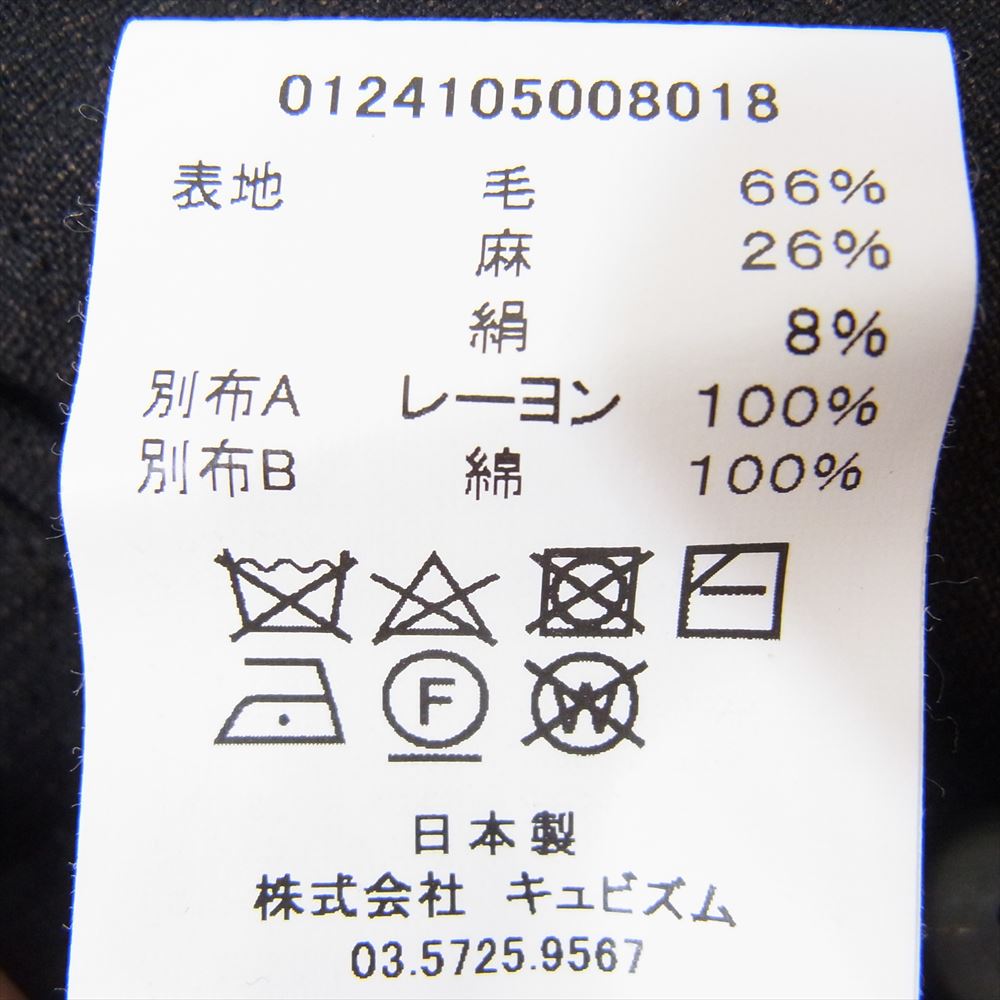 0124105008018
表地 毛 66%
麻 26%
絹 8%
別布A レーヨン 100%
別布B 綿 100%
F
W
日本製
株式会社 キュビズム
03.5725.9567